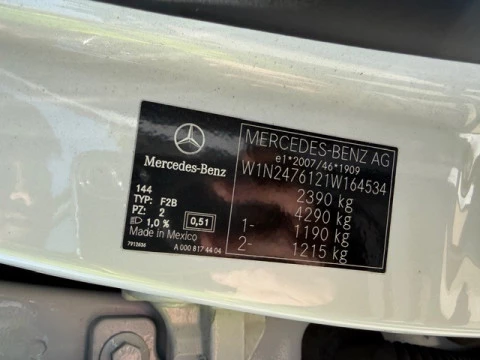 Mercedes-Benz
144
TYP: F2B
PZ: 2
1,0 % 0,51
Made in Mexico
7912636 A 000 817 44 04
MERCEDES-BENZ AG
e1*2007/46*1909
W1N2476121W164534
2390 kg
4290 kg
1- 1190 kg
2- 1215 kg